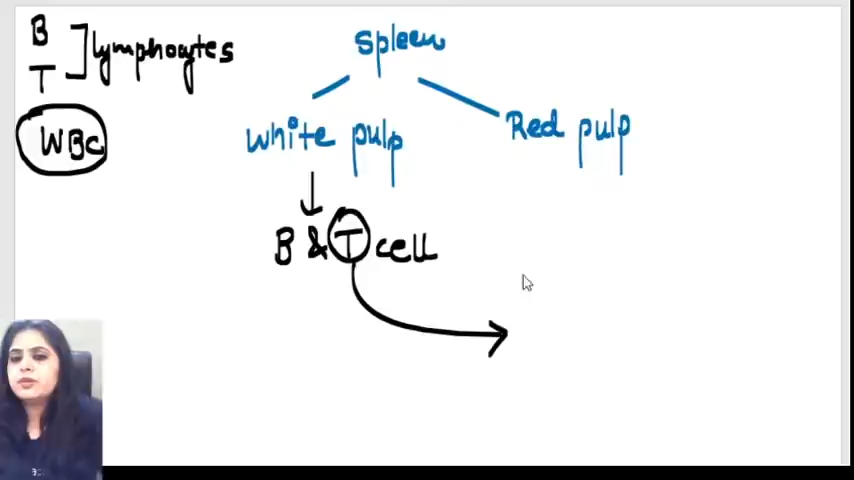 B
T
] lymphocytes
WBC
Spleen
White pulp
Red pulp
B & T cell